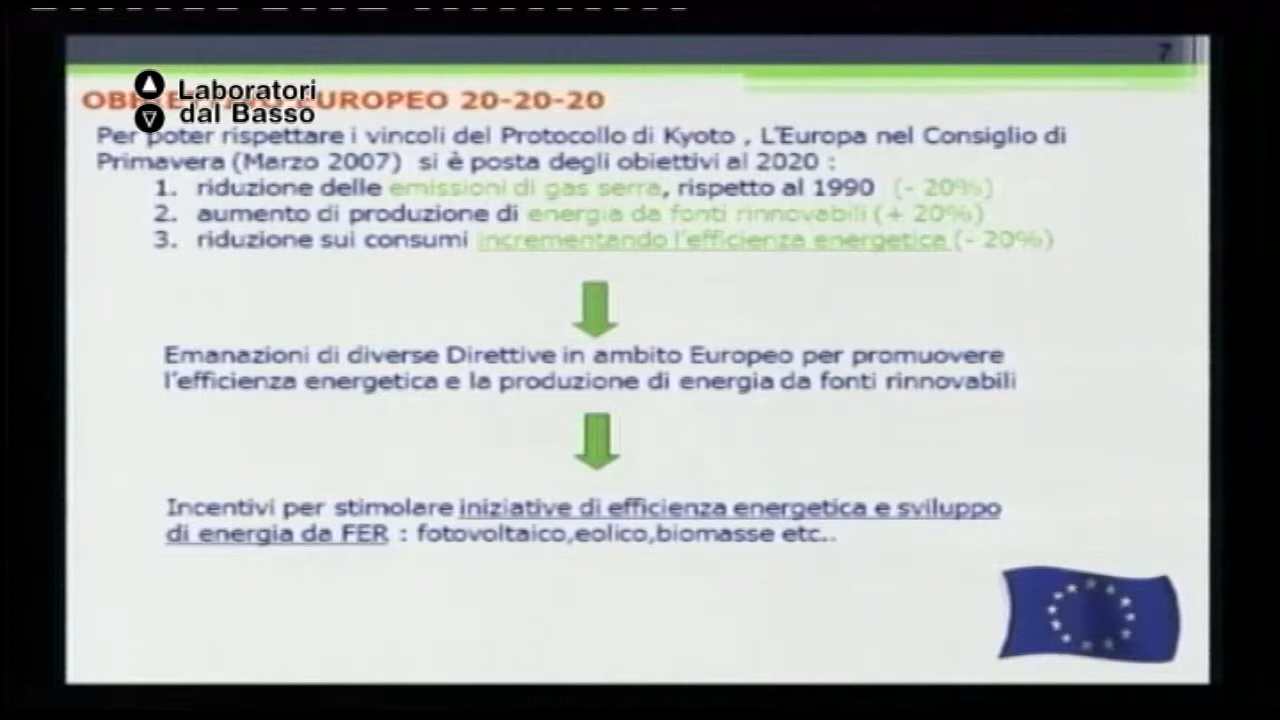 7
Laboratori
dal Basso
EUROPEO 20-20-20
Per poter rispettare i vincoli del Protocollo di Kyoto , L'Europa nel Consiglio di
Primavera (Marzo 2007) si è posta degli obiettivi al 2020 :
1. riduzione delle emissioni di gas serra, rispetto al 1990 (- 20%)
2. aumento di produzione di energia da fonti rinnovabili (+ 20%)
3. riduzione sui consumi incrementando l'efficienza energetica (- 20%)
Emanazioni di diverse Direttive in ambito Europeo per promuovere
l'efficienza energetica e la produzione di energia da fonti rinnovabili
Incentivi per stimolare iniziative di efficienza energetica e sviluppo
di energia da FER : fotovoltaico,eolico,biomasse etc..